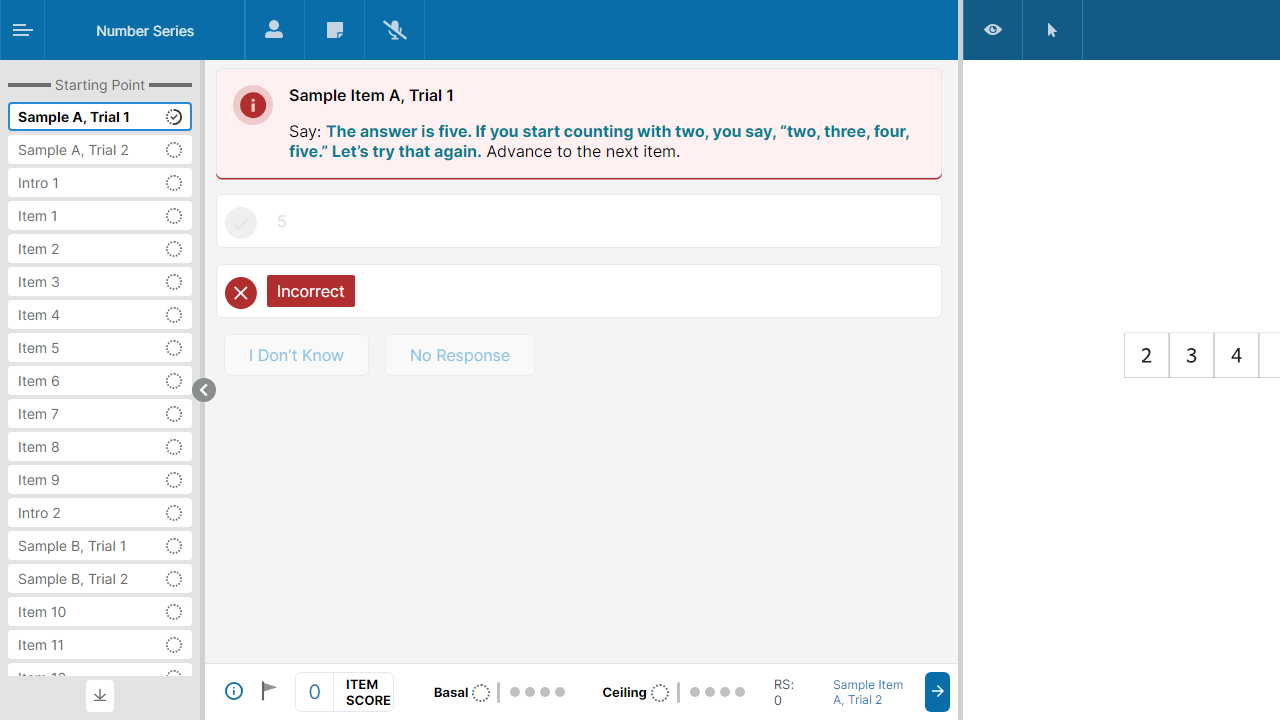 Number Series
Starting Point
Sample A, Trial 1
Sample A, Trial 2
Intro 1
Item 1
Item 2
Item 3
Item 4
Item 5
Item 6
Item 7
Item 8
Item 9
Intro 2
Sample B, Trial 1
Sample B, Trial 2
Item 10
Item 11
Sample Item A, Trial 1
Say: The answer is five. If you start counting with two, you say, “two, three, four,
five.” Let’s try that again. Advance to the next item.
5
Incorrect
I Don’t Know
No Response
0
ITEM
SCORE
Basal
Ceiling
RS:
0
Sample Item
A, Trial 2
2 3 4